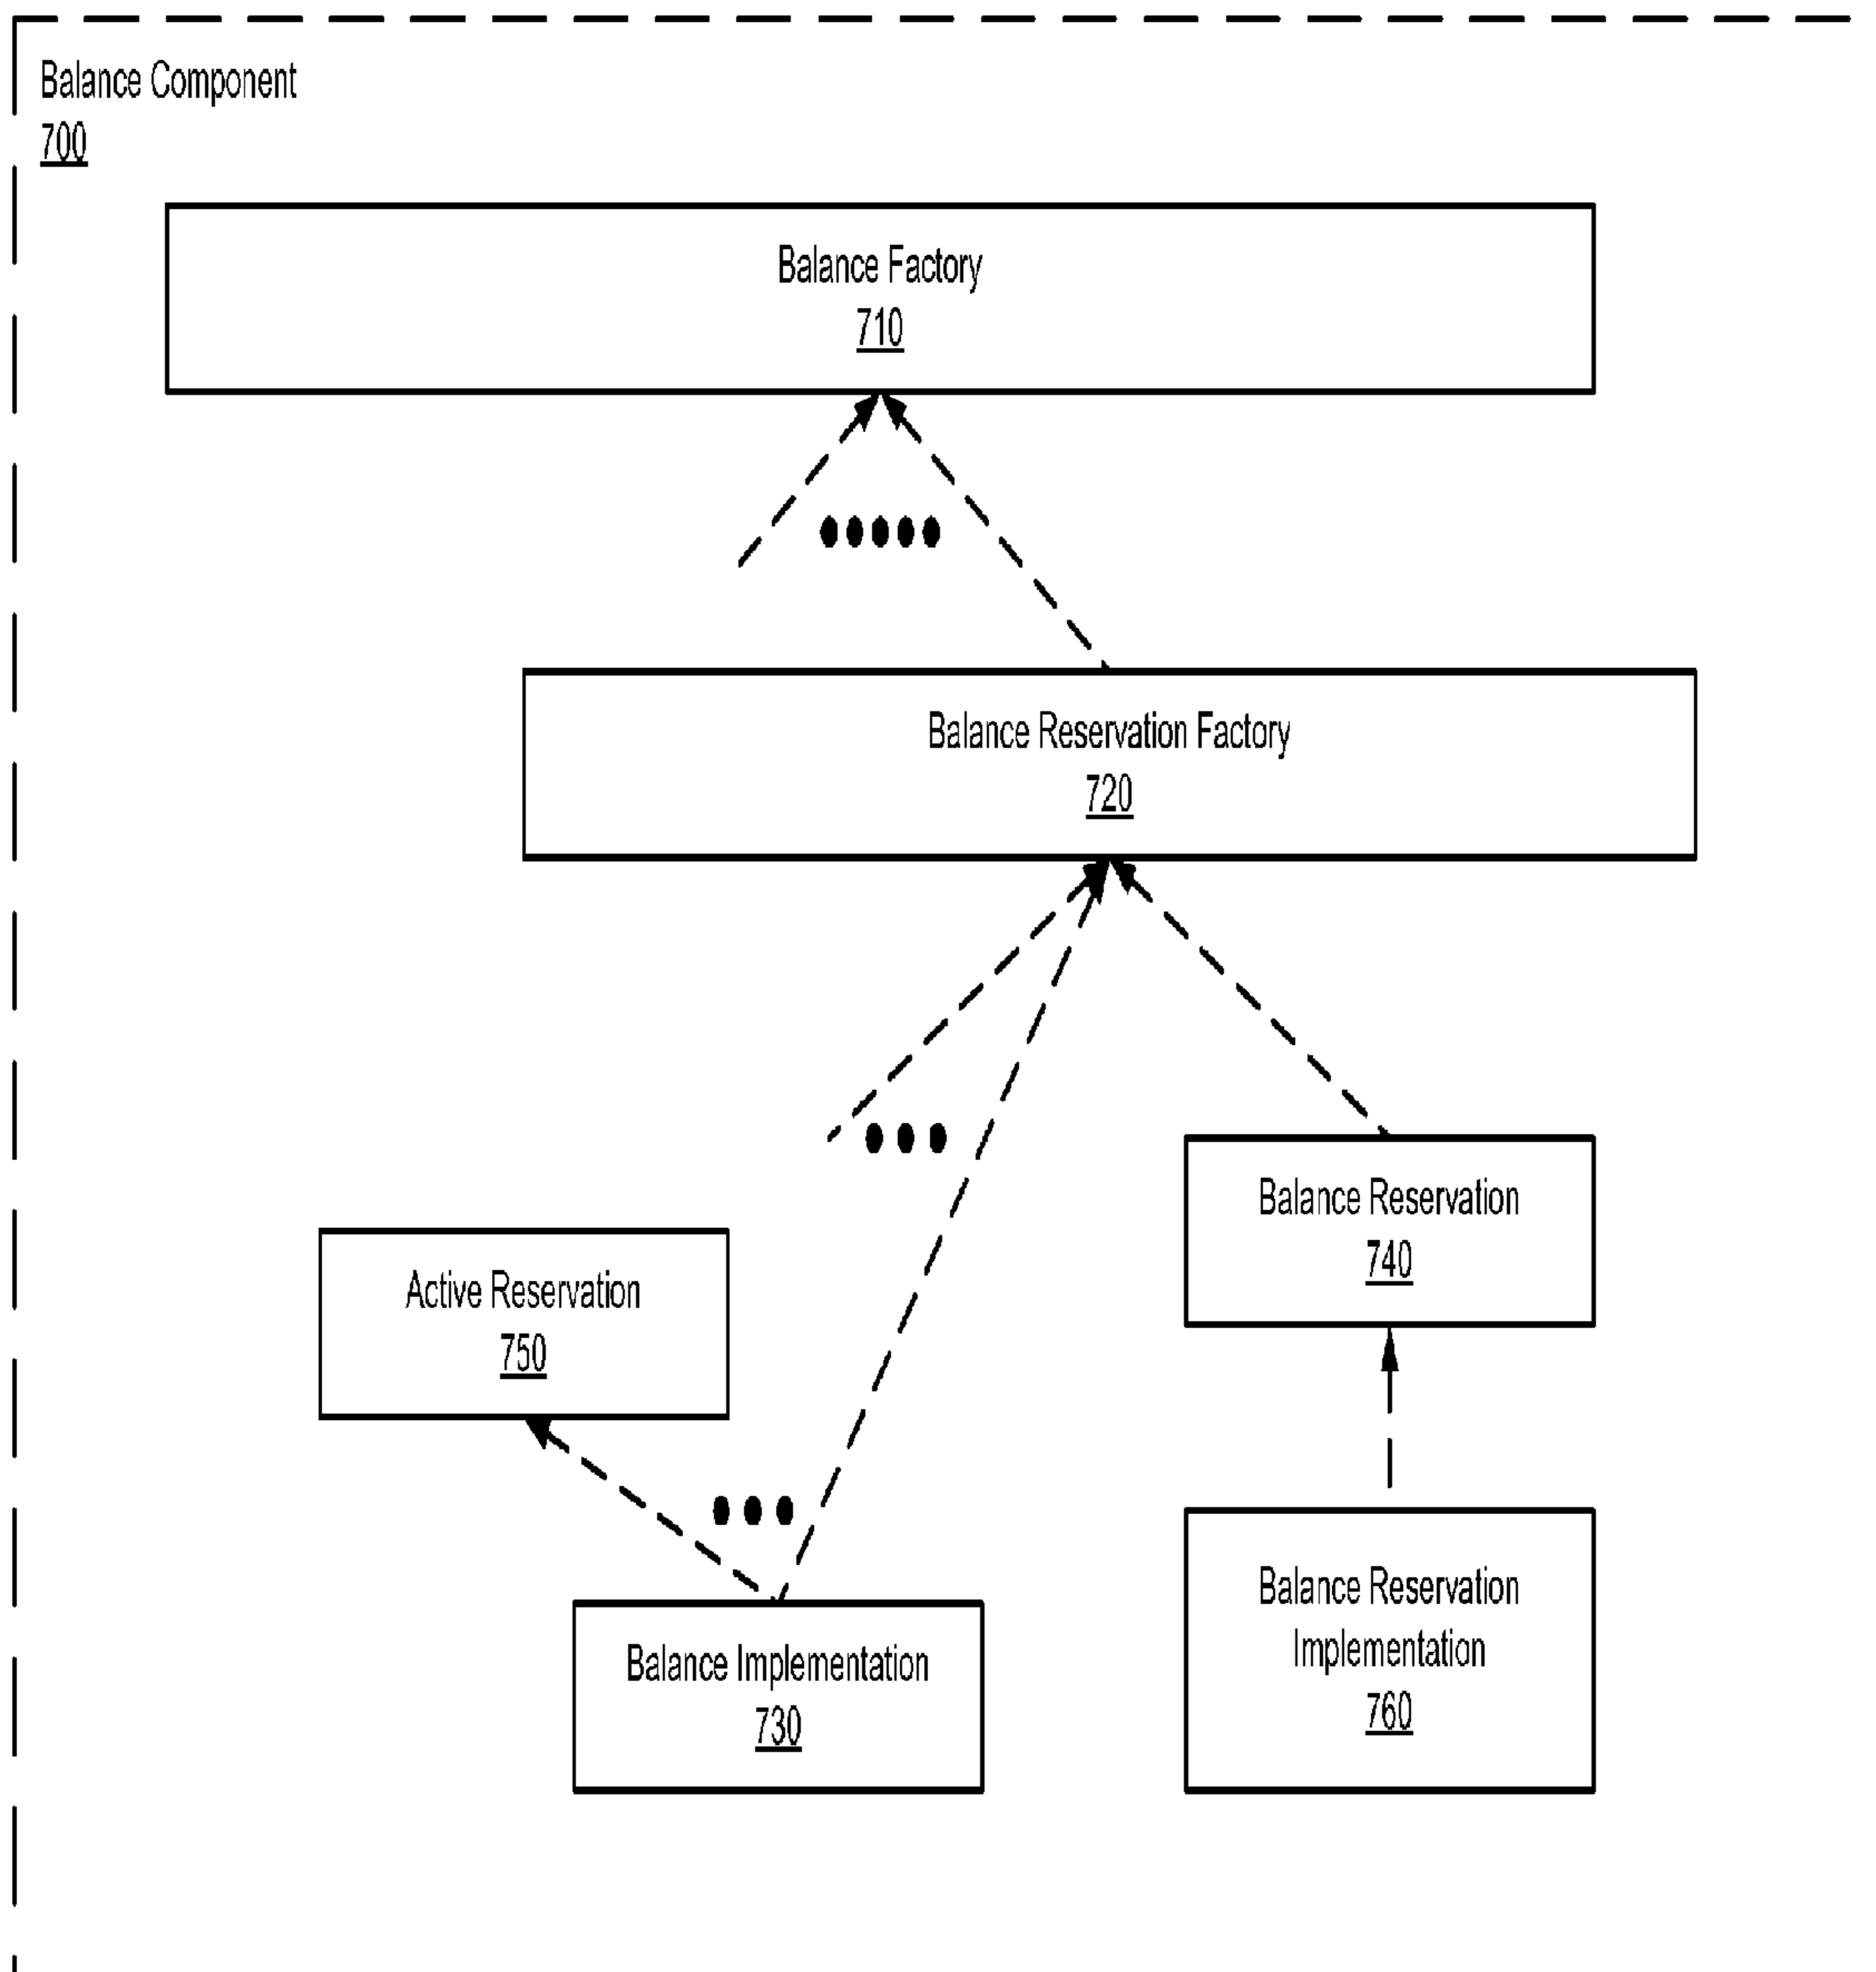 Balance Component
700
Balance Factory
710
Balance Reservation Factory
720
Balance Reservation
740
Active Reservation
750
Balance Reservation
Implementation
760
Balance Implementation
730